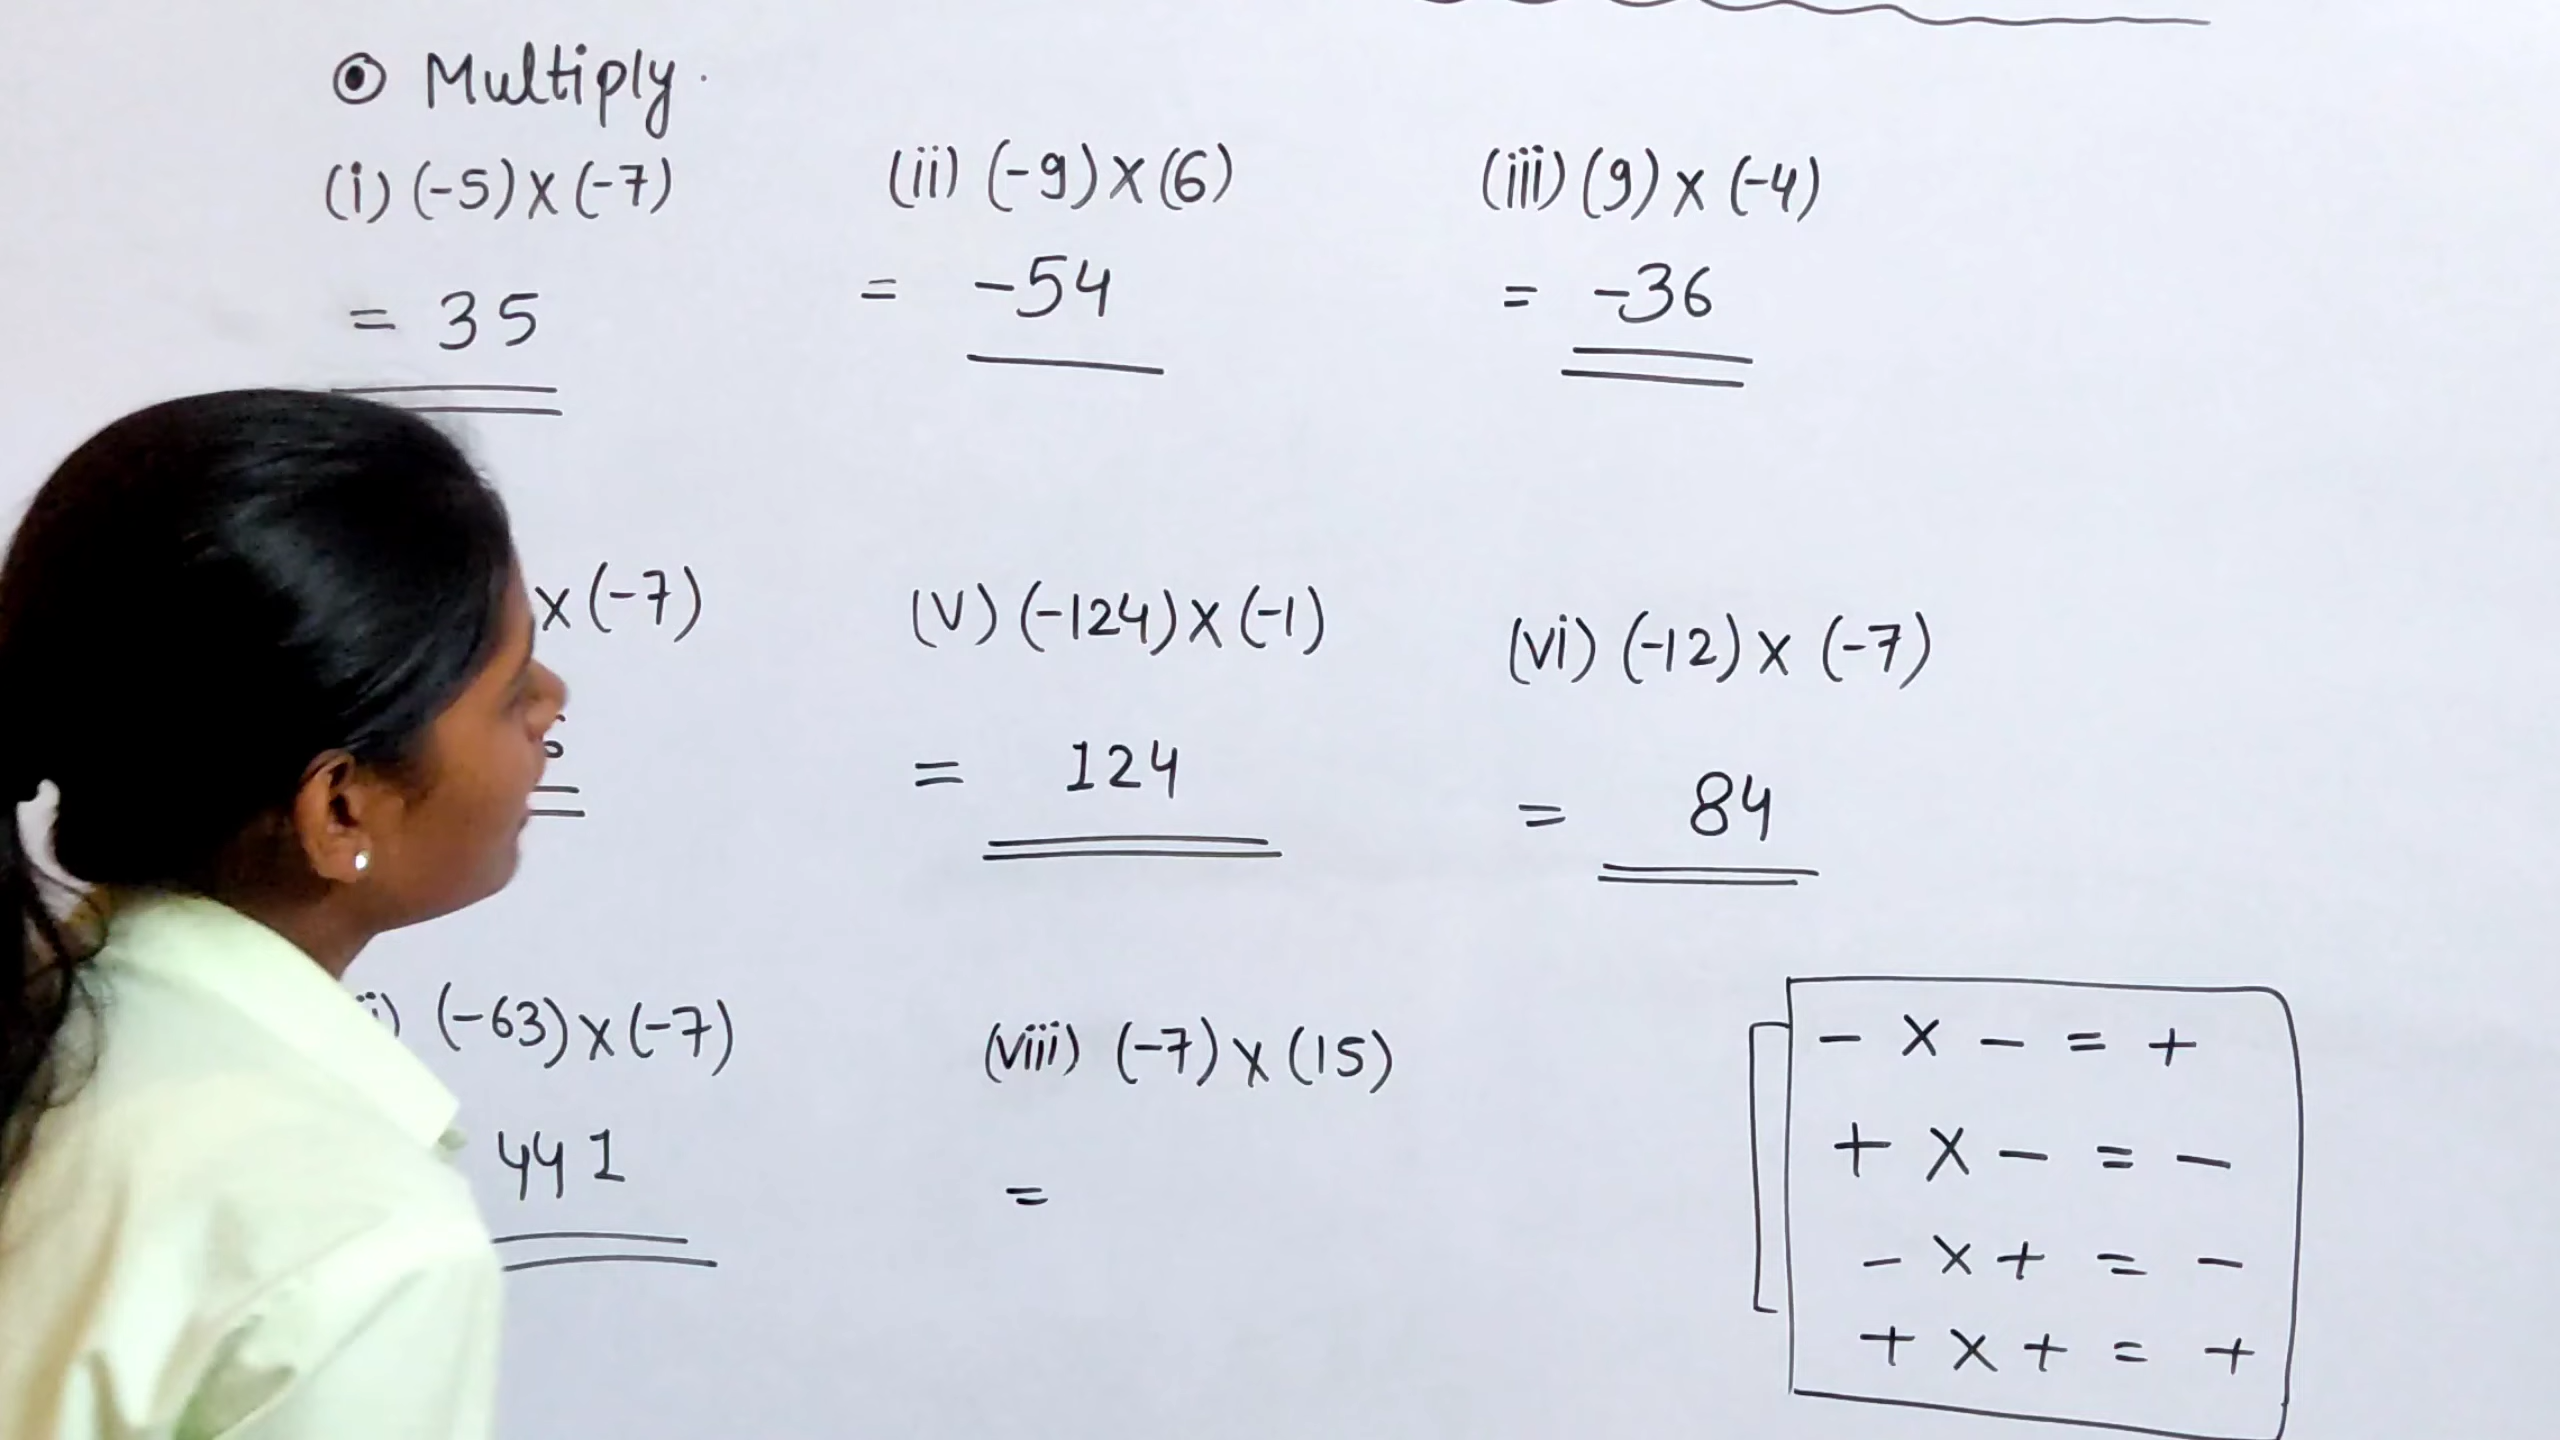 Multiply.
(i) (-5) x (-7)
= 35
(ii) (-9) x (6)
= -54
(iii) (9) x (-4)
= -36
x (-7)
(v) (-124) x (-1)
= 124
(vi) (-12) x (-7)
= 84
(-63) x (-7)
441
(viii) (-7) x (15)
=
- x - = +
+ x - = -
- x + = -
+ x + = +